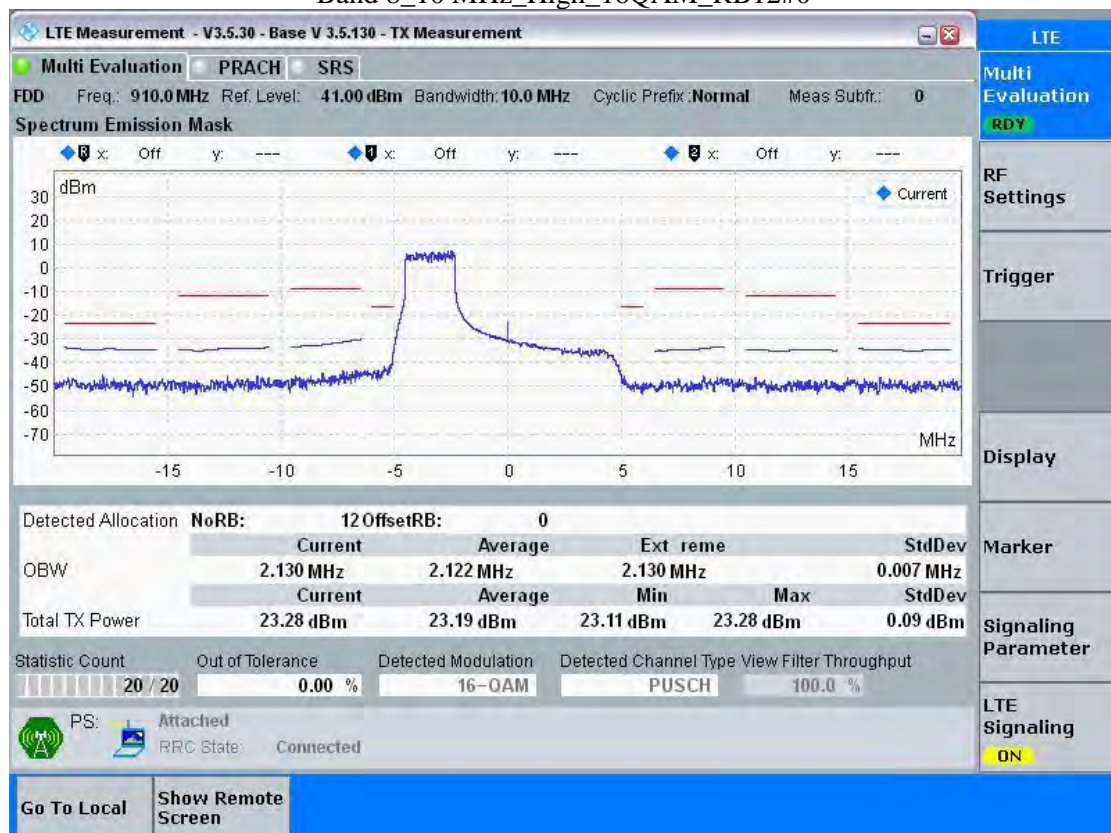 LTE Measurement - V3.5.30 - Base V 3.5.130 - TX Measurement
LTE
Multi Evaluation PRACH SRS
FDD Freq.: 910.0 MHz Ref. Level: 41.00 dBm Bandwidth: 10.0 MHz Cyclic Prefix : Normal Meas Subfr.: 0
Spectrum Emission Mask
R x: Off y: --- 1 x: Off y: --- 2 x: Off y: ---
dBm
Current
30
20
10
0
-10
-20
-30
-40
-50
-60
-70
MHz
-15 -10 -5 0 5 10 15
Detected Allocation NoRB: 12 OffsetRB: 0
Current Average Ext reme StdDev
OBW 2.130 MHz 2.122 MHz 2.130 MHz 0.007 MHz
Current Average Min Max StdDev
Total TX Power 23.28 dBm 23.19 dBm 23.11 dBm 23.28 dBm 0.09 dBm
Statistic Count Out of Tolerance Detected Modulation Detected Channel Type View Filter Throughput
20 / 20 0.00 % 16-QAM PUSCH 100.0 %
PS: Attached
RRC State: Connected
Multi
Evaluation
RDY
RF
Settings
Trigger
Display
Marker
Signaling
Parameter
LTE
Signaling
ON
Go To Local
Show Remote
Screen